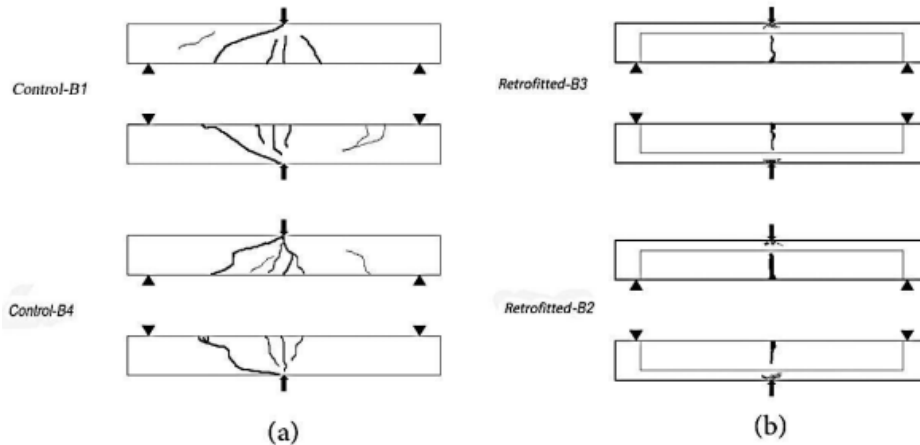 Control-B1
Retrofitted-B3
Control-B4
Retrofitted-B2
(a)
(b)